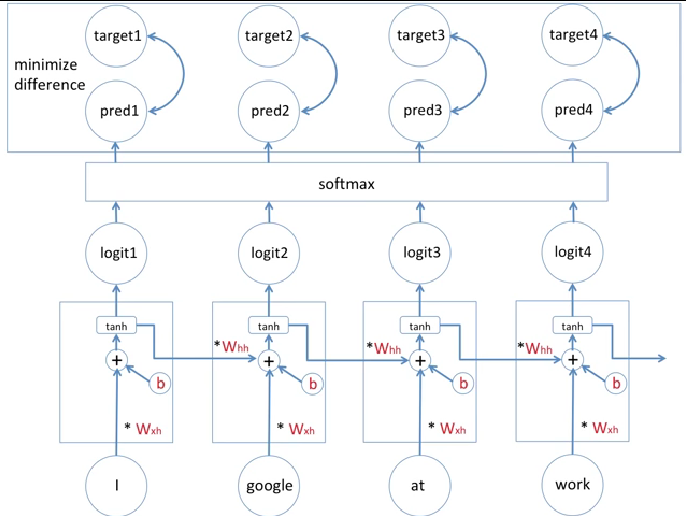 target1 target2 target3 target4
minimize
difference
pred1 pred2 pred3 pred4
softmax
logit1 logit2 logit3 logit4
tanh tanh tanh tanh
*Whh *Whh *Whh
+ + + +
b b b b
* Wxh * Wxh * Wxh * Wxh
I google at work